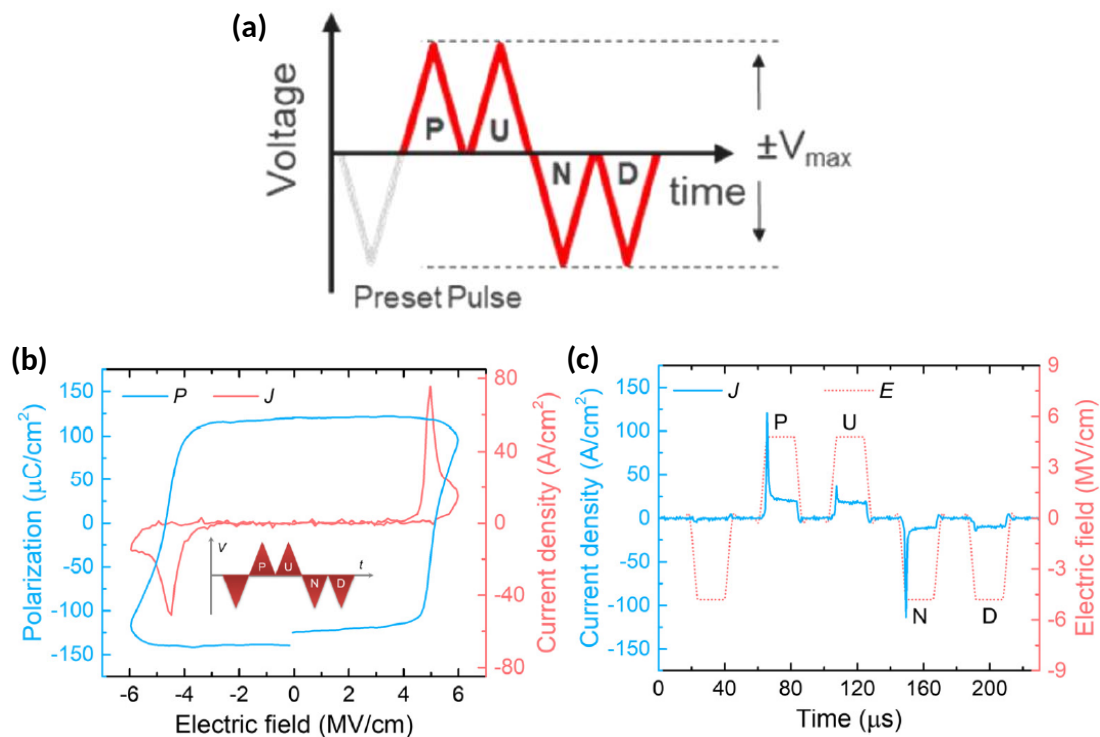 (a)
Voltage
P
U
N
D
time
±Vmax
Preset Pulse
(b)
P
J
Polarization (μC/cm²)
150
100
50
0
-50
-100
-150
-6
-4
-2
0
2
4
6
Electric field (MV/cm)
80
40
0
-40
-80
Current density (A/cm²)
V
t
P
U
N
D
(c)
J
E
Current density (A/cm²)
150
100
50
0
-50
-100
-150
P
U
N
D
0
40
80
120
160
200
Time (μs)
9
6
3
0
-3
-6
-9
Electric field (MV/cm)